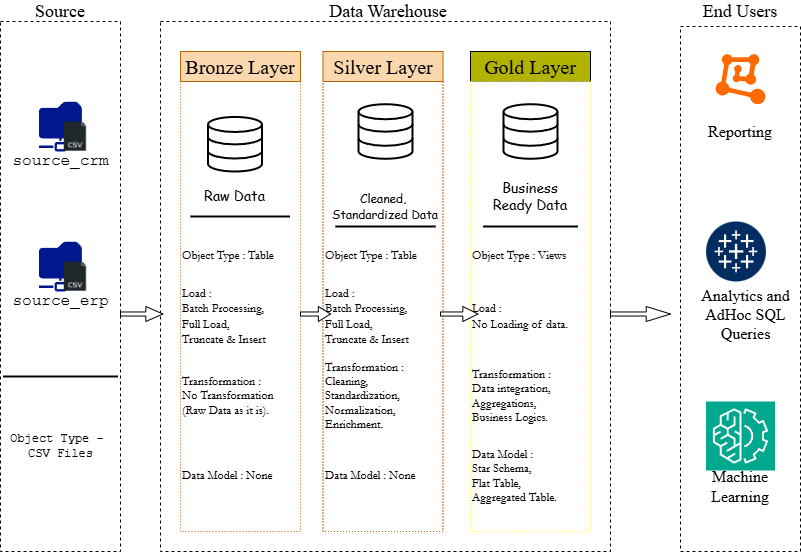 Source
source_crm
CSV
source_erp
CSV
Object Type -
CSV Files
Data Warehouse
Bronze Layer
Raw Data
Object Type : Table
Load :
Batch Processing,
Full Load,
Truncate & Insert
Transformation :
No Transformation
(Raw Data as it is).
Data Model : None
Silver Layer
Cleaned,
Standardized Data
Object Type : Table
Load :
Batch Processing,
Full Load,
Truncate & Insert
Transformation :
Cleaning,
Standardization,
Normalization,
Enrichment.
Data Model : None
Gold Layer
Business
Ready Data
Object Type : Views
Load :
No Loading of data.
Transformation :
Data integration,
Aggregations,
Business Logics.
Data Model :
Star Schema,
Flat Table,
Aggregated Table.
End Users
Reporting
Analytics and
AdHoc SQL
Queries
Machine
Learning